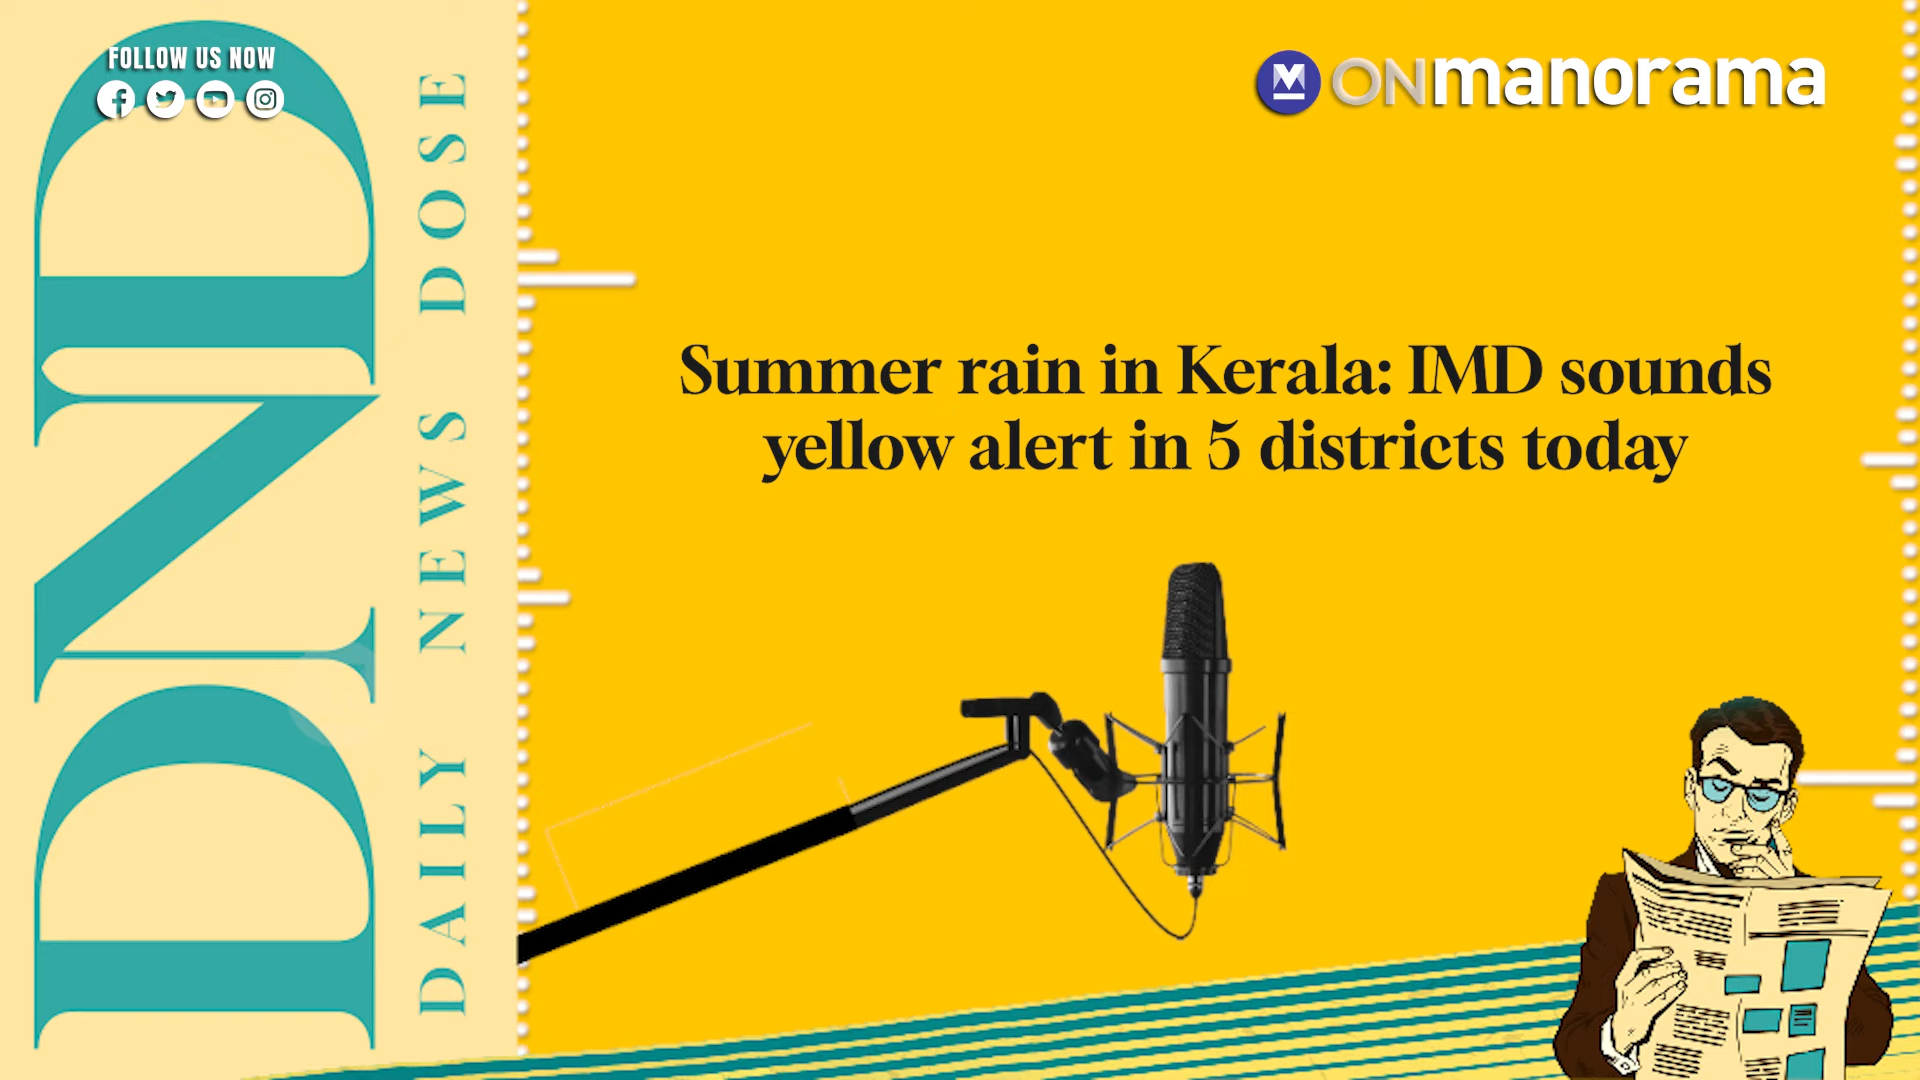 FOLLOW US NOW
DND
DAILY NEWS DOSE
ONmanorama
Summer rain in Kerala: IMD sounds
yellow alert in 5 districts today